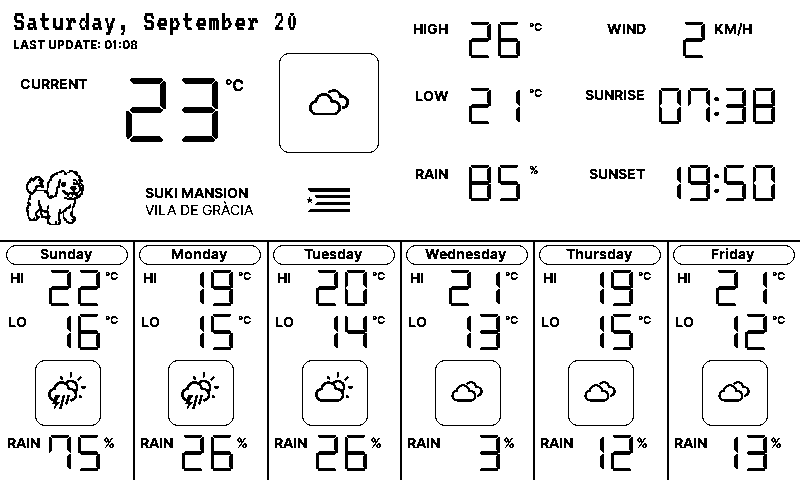 Saturday, September 20
LAST UPDATE: 01:08
CURRENT 23 °C
HIGH 26 °C
WIND 2 KM/H
LOW 21 °C
SUNRISE 07:38
RAIN 85 %
SUNSET 19:50
SUKI MANSION
VILA DE GRÀCIA
Sunday
HI 22 °C
LO 16 °C
RAIN 75 %
Monday
HI 19 °C
LO 15 °C
RAIN 26 %
Tuesday
HI 20 °C
LO 14 °C
RAIN 26 %
Wednesday
HI 21 °C
LO 13 °C
RAIN 3 %
Thursday
HI 19 °C
LO 15 °C
RAIN 12 %
Friday
HI 21 °C
LO 12 °C
RAIN 13 %